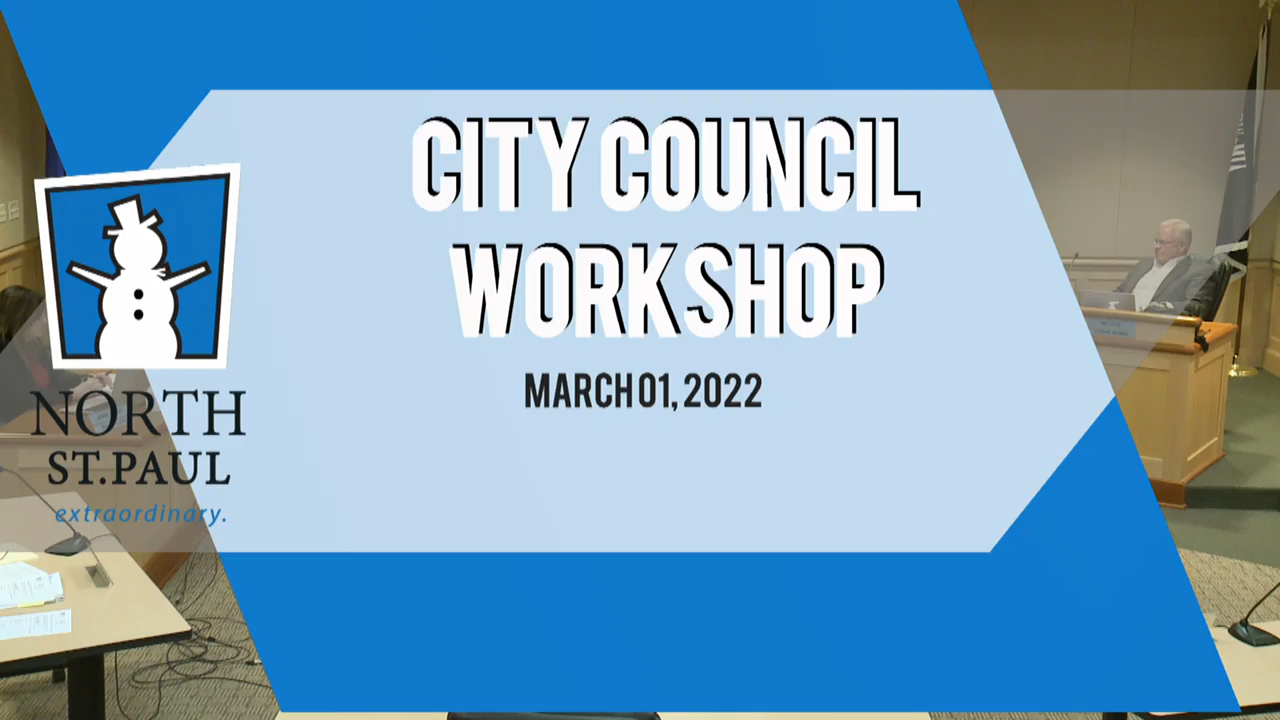 CITY COUNCIL
WORKSHOP
MARCH 01, 2022
NORTH
ST.PAUL
extraordinary.